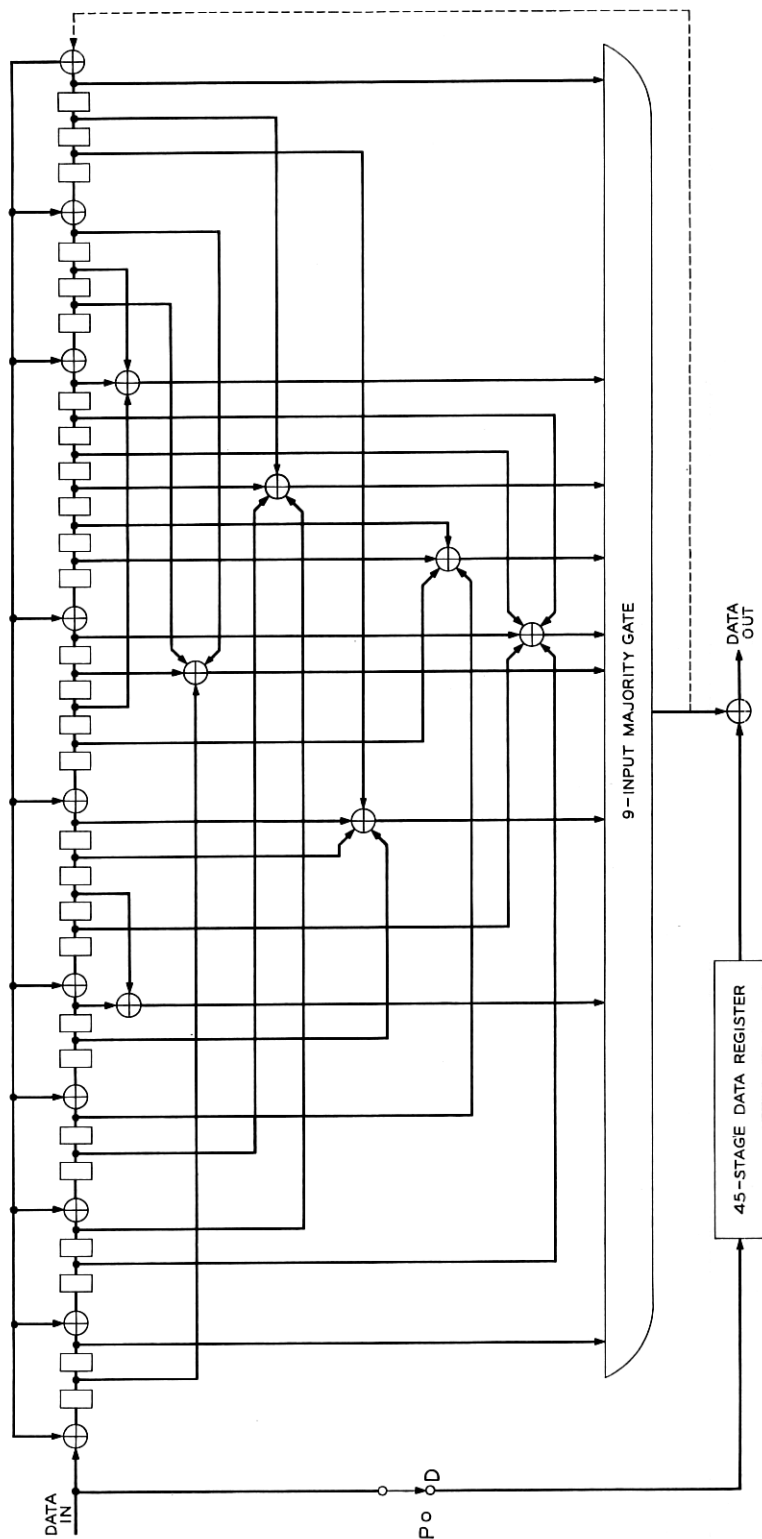 DATA
IN
P
D
9-INPUT MAJORITY GATE
DATA
OUT
45-STAGE DATA REGISTER